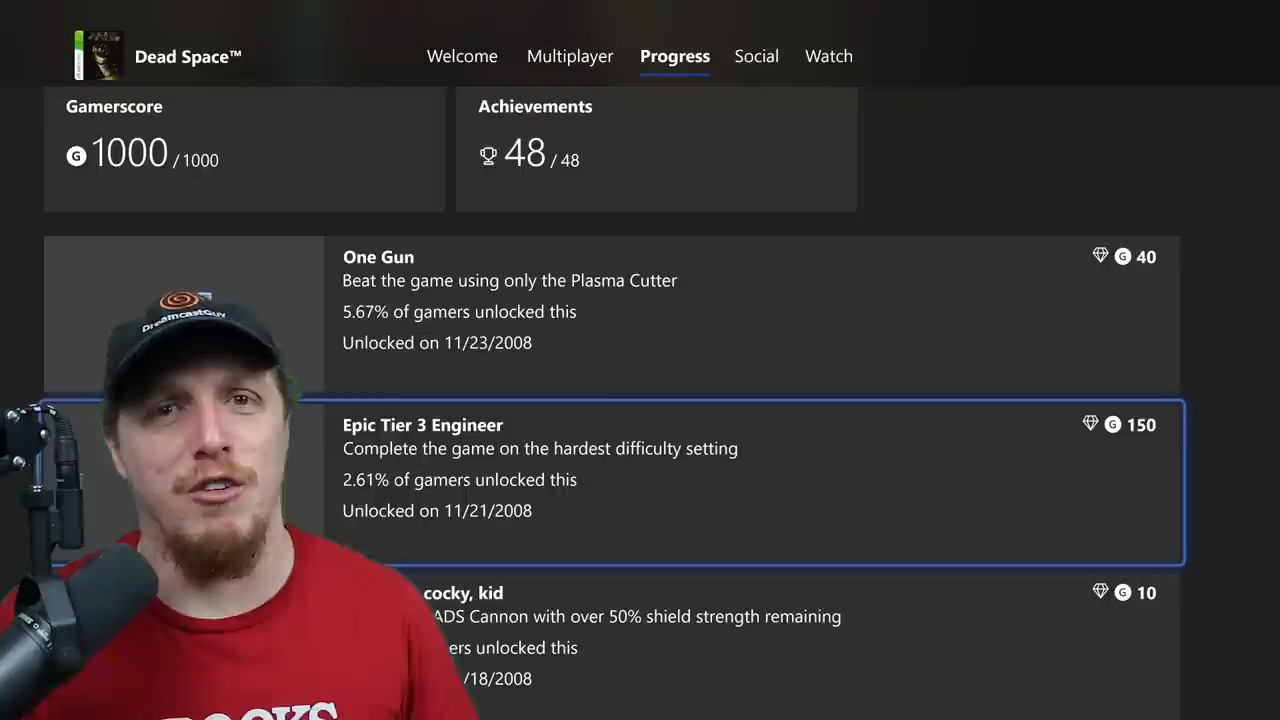 Dead Space™
Welcome
Multiplayer
Progress
Social
Watch
Gamerscore
G 1000 / 1000
Achievements
48 / 48
One Gun
G 40
Beat the game using only the Plasma Cutter
5.67% of gamers unlocked this
Unlocked on 11/23/2008
DreamcastGuy
Epic Tier 3 Engineer
G 150
Complete the game on the hardest difficulty setting
2.61% of gamers unlocked this
Unlocked on 11/21/2008
cocky, kid
G 10
ADS Cannon with over 50% shield strength remaining
ers unlocked this
/18/2008